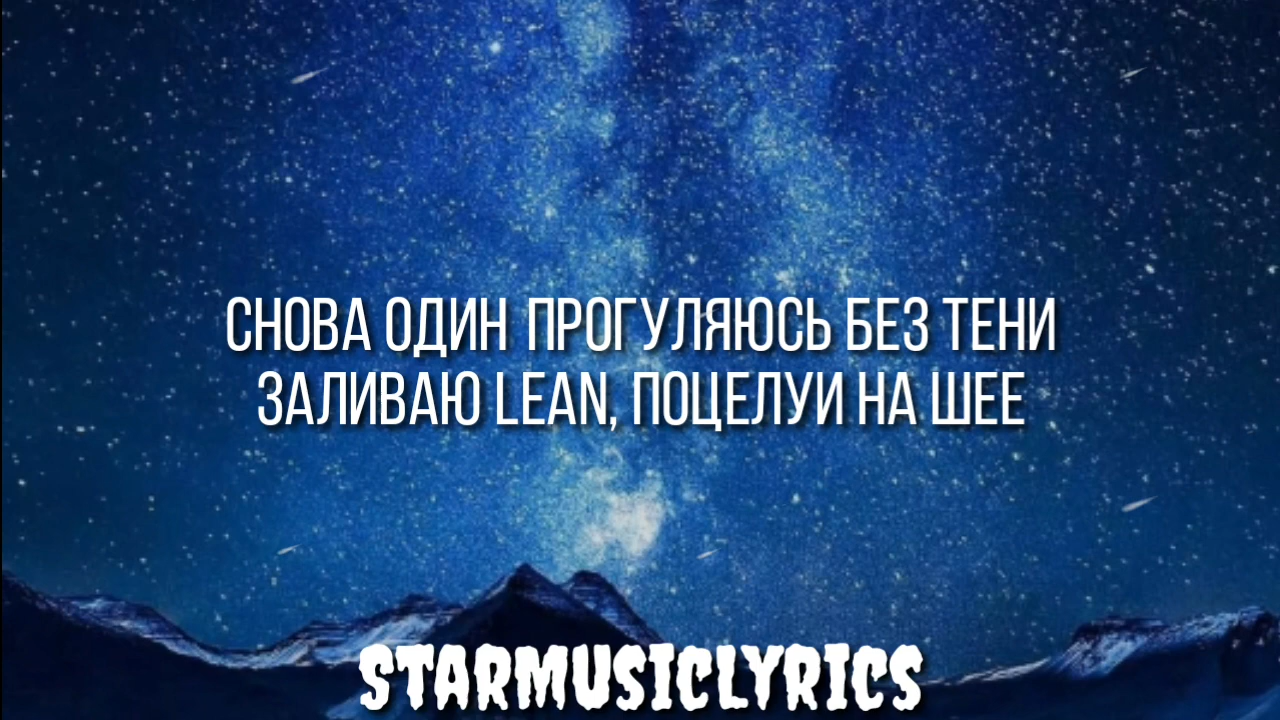 СНОВА ОДИН ПРОГУЛЯЮСЬ БЕЗ ТЕНИ
ЗАЛИВАЮ LEAN, ПОЦЕЛУИ НА ШЕЕ
STARMUSICLYRICS